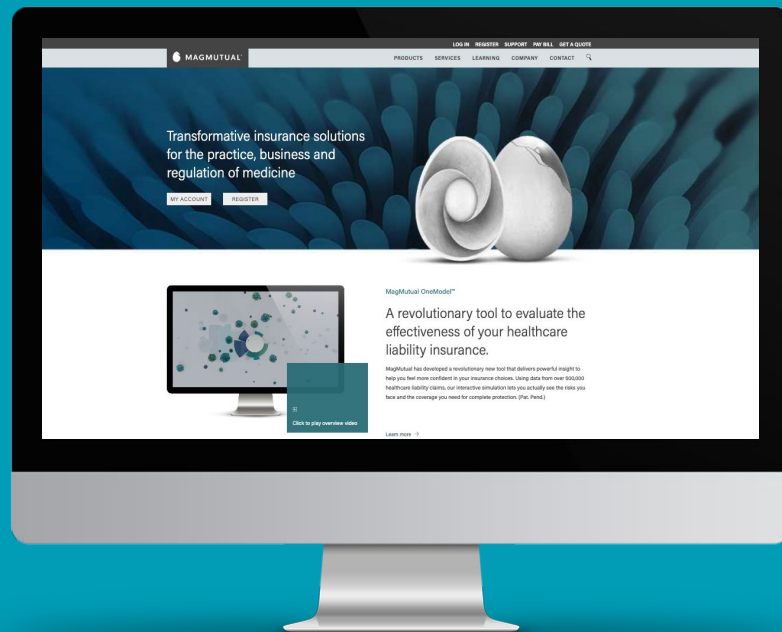 LOG IN REGISTER SUPPORT PAY BILL GET A QUOTE
MAGMUTUAL
PRODUCTS SERVICES LEARNING COMPANY CONTACT
Transformative insurance solutions
for the practice, business and
regulation of medicine
MY ACCOUNT REGISTER
MagMutual OneModel™
A revolutionary tool to evaluate the
effectiveness of your healthcare
liability insurance.
MagMutual has developed a revolutionary new tool that delivers powerful insight to
help you feel more confident in your insurance choices. Using data from over 500,000
healthcare liability claims, our interactive simulation lets you actually see the risks you
face and the coverage you need for complete protection. (Pat. Pend.)
Click to play overview video
Learn more →